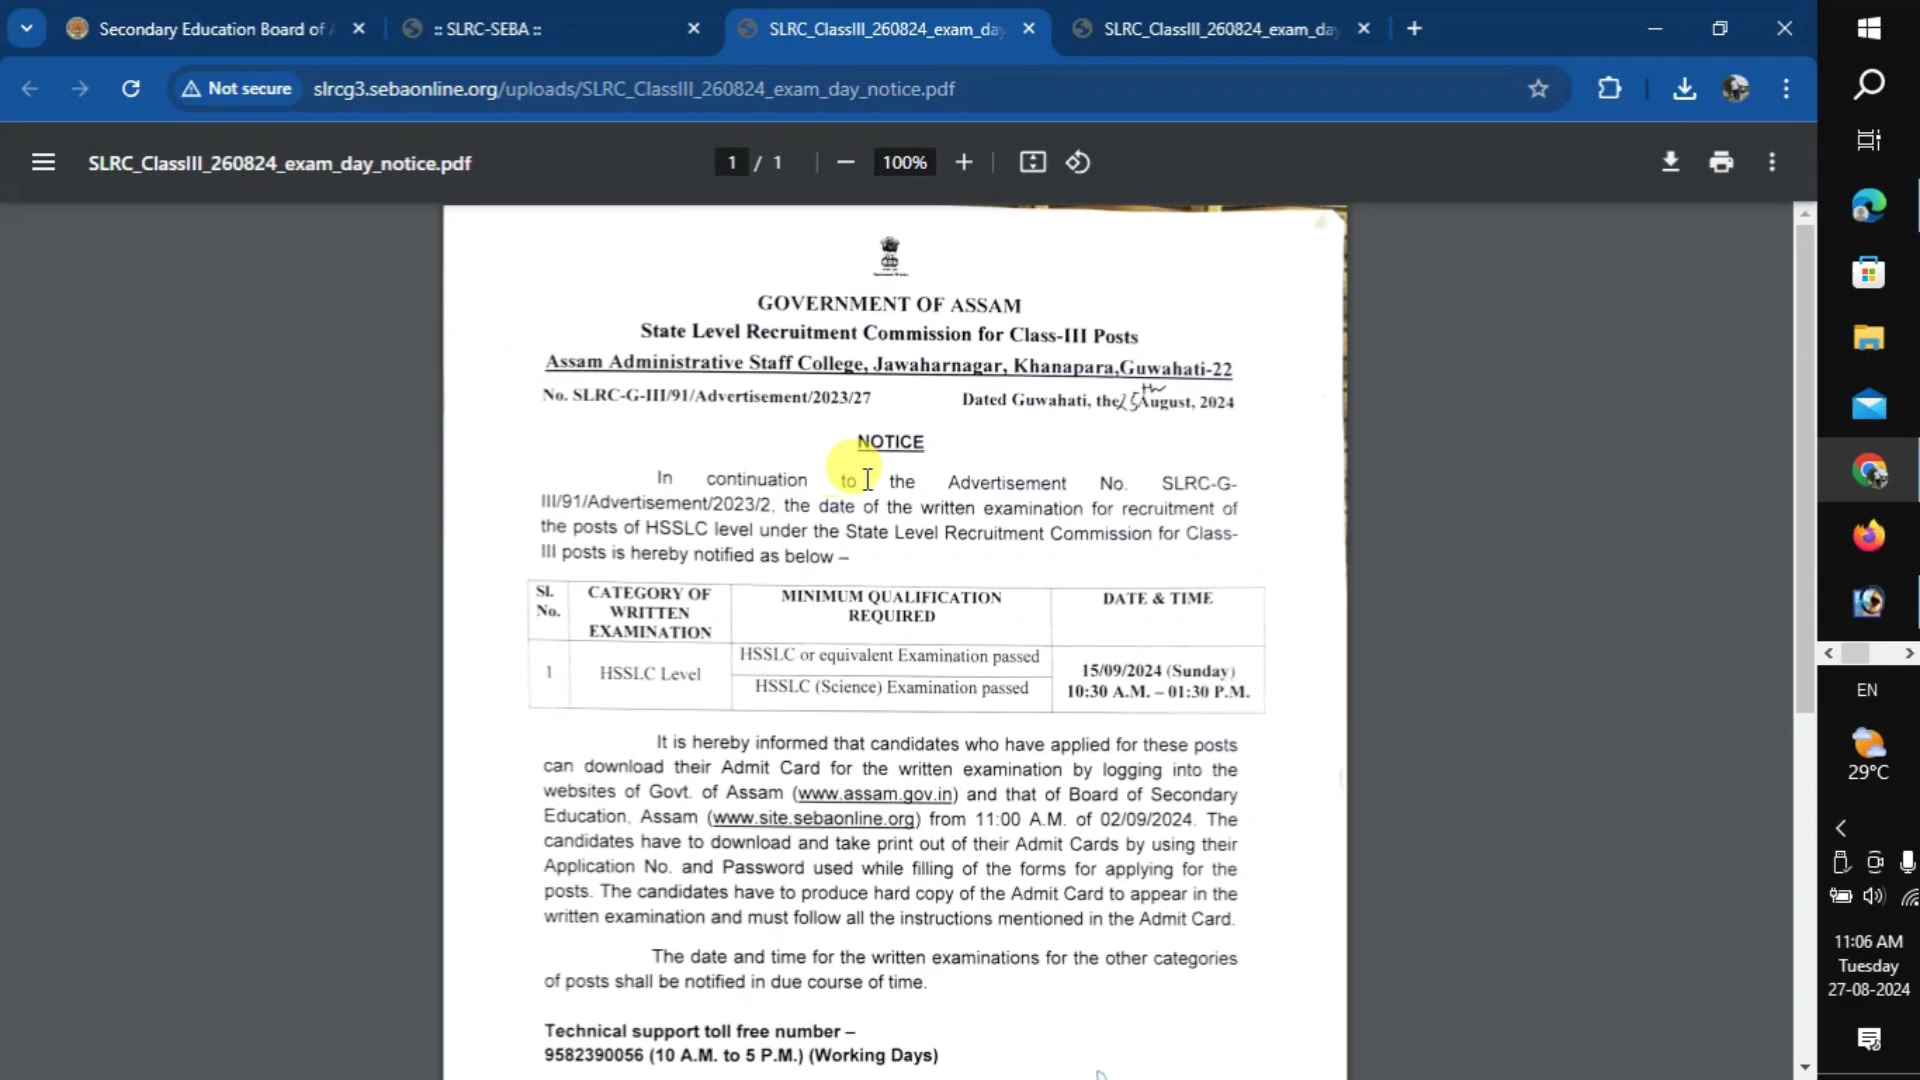 Secondary Education Board of A
:: SLRC-SEBA ::
SLRC_ClassIII_260824_exam_da
SLRC_ClassIII_260824_exam_da
Not secure
slrcg3.sebaonline.org/uploads/SLRC_ClassIII_260824_exam_day_notice.pdf
SLRC_ClassIII_260824_exam_day_notice.pdf
1 / 1
100%
GOVERNMENT OF ASSAM
State Level Recruitment Commission for Class-III Posts
Assam Administrative Staff College, Jawaharnagar, Khanapara,Guwahati-22
No. SLRC-G-III/91/Advertisement/2023/27 Dated Guwahati, the 25th August, 2024
NOTICE
In continuation to the Advertisement No. SLRC-G-
III/91/Advertisement/2023/2, the date of the written examination for recruitment of
the posts of HSSLC level under the State Level Recruitment Commission for Class-
III posts is hereby notified as below –
Sl. No. CATEGORY OF WRITTEN EXAMINATION MINIMUM QUALIFICATION REQUIRED DATE & TIME
1 HSSLC Level HSSLC or equivalent Examination passed
HSSLC (Science) Examination passed
15/09/2024 (Sunday)
10:30 A.M. – 01:30 P.M.
It is hereby informed that candidates who have applied for these posts
can download their Admit Card for the written examination by logging into the
websites of Govt. of Assam (www.assam.gov.in) and that of Board of Secondary
Education, Assam (www.site.sebaonline.org) from 11:00 A.M. of 02/09/2024. The
candidates have to download and take print out of their Admit Cards by using their
Application No. and Password used while filling of the forms for applying for the
posts. The candidates have to produce hard copy of the Admit Card to appear in the
written examination and must follow all the instructions mentioned in the Admit Card.
The date and time for the written examinations for the other categories
of posts shall be notified in due course of time.
Technical support toll free number –
9582390056 (10 A.M. to 5 P.M.) (Working Days)
EN
29°C
11:06 AM
Tuesday
27-08-2024